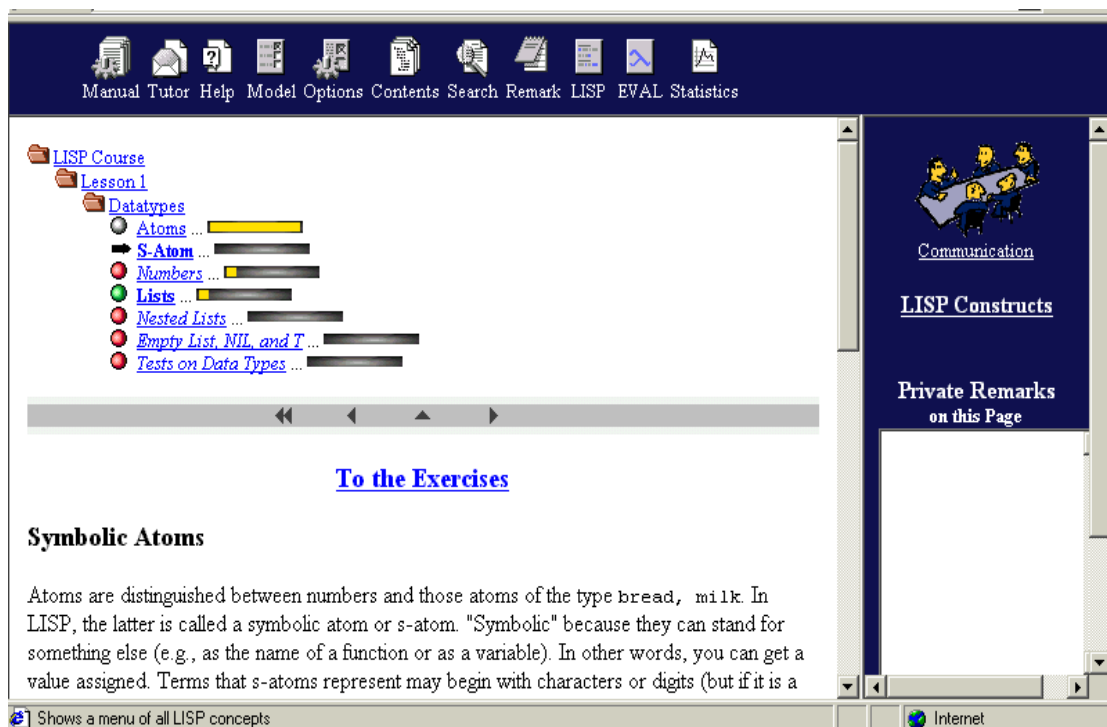 Manual Tutor Help Model Options Contents Search Remark LISP EVAL Statistics
LISP Course
Lesson 1
Datatypes
Atoms ...
S-Atom ...
Numbers ...
Lists ...
Nested Lists ...
Empty List, NIL, and T ...
Tests on Data Types ...
To the Exercises
Symbolic Atoms
Atoms are distinguished between numbers and those atoms of the type bread, milk. In
LISP, the latter is called a symbolic atom or s-atom. "Symbolic" because they can stand for
something else (e.g., as the name of a function or as a variable). In other words, you can get a
value assigned. Terms that s-atoms represent may begin with characters or digits (but if it is a
Communication
LISP Constructs
Private Remarks
on this Page
Shows a menu of all LISP concepts
Internet